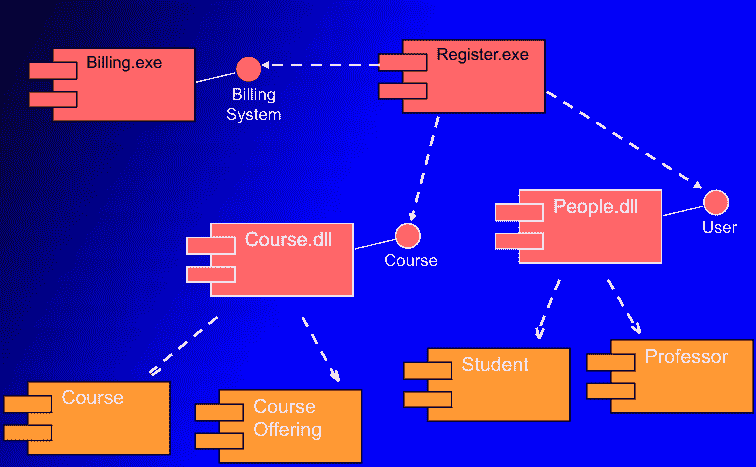 Billing.exe
Register.exe
Billing
System
People.dll
User
Course.dll
Course
Student
Professor
Course
Course
Offering